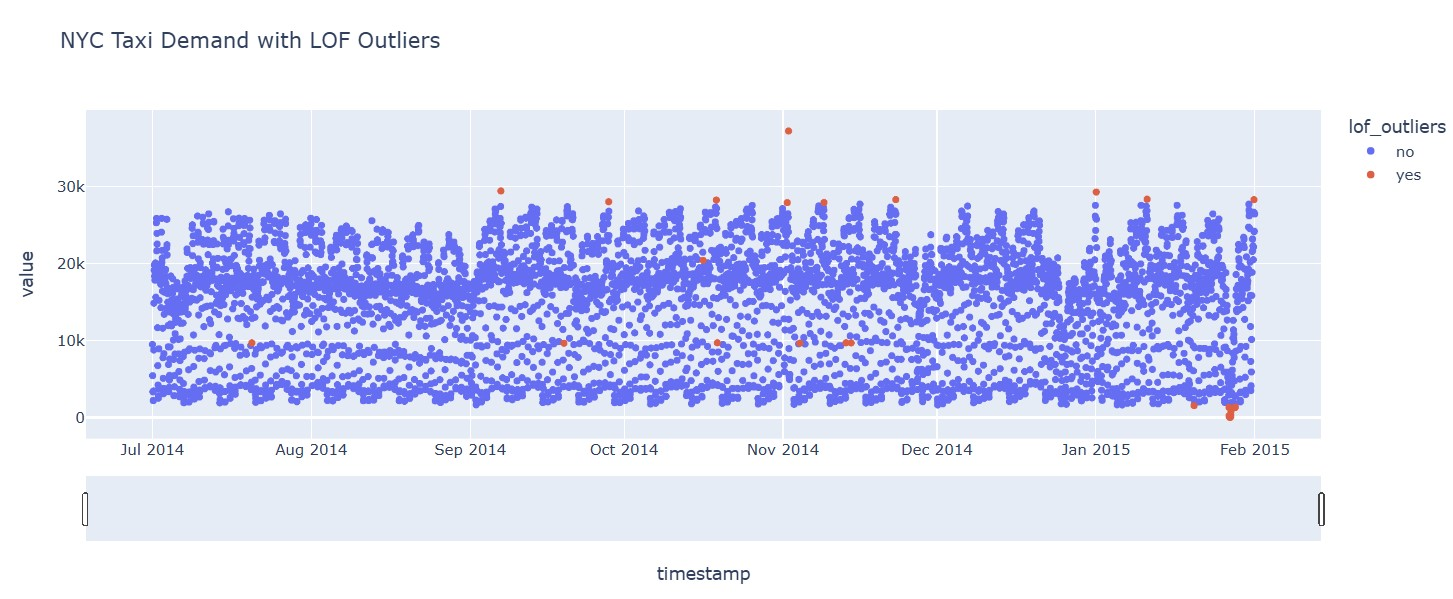 NYC Taxi Demand with LOF Outliers
lof_outliers
no
yes
value
30k
20k
10k
0
Jul 2014 Aug 2014 Sep 2014 Oct 2014 Nov 2014 Dec 2014 Jan 2015 Feb 2015
timestamp